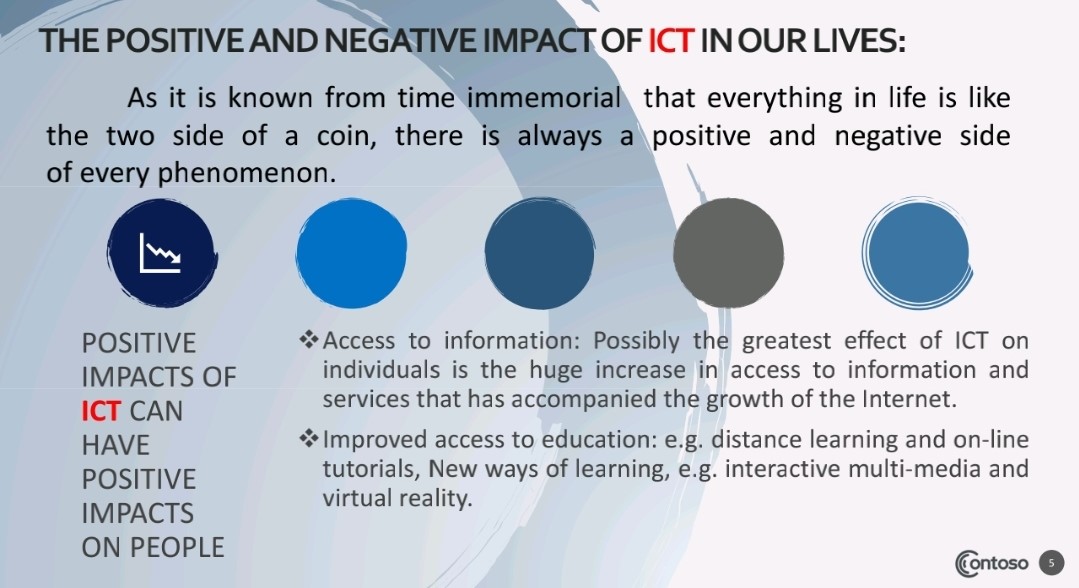 THE POSITIVE AND NEGATIVE IMPACT OF ICT IN OUR LIVES:
As it is known from time immemorial that everything in life is like
the two side of a coin, there is always a positive and negative side
of every phenomenon.
POSITIVE
IMPACTS OF
ICT CAN
HAVE
POSITIVE
IMPACTS
ON PEOPLE
❖Access to information: Possibly the greatest effect of ICT on
individuals is the huge increase in access to information and
services that has accompanied the growth of the Internet.
❖Improved access to education: e.g. distance learning and on-line
tutorials, New ways of learning, e.g. interactive multi-media and
virtual reality.
Contoso
5